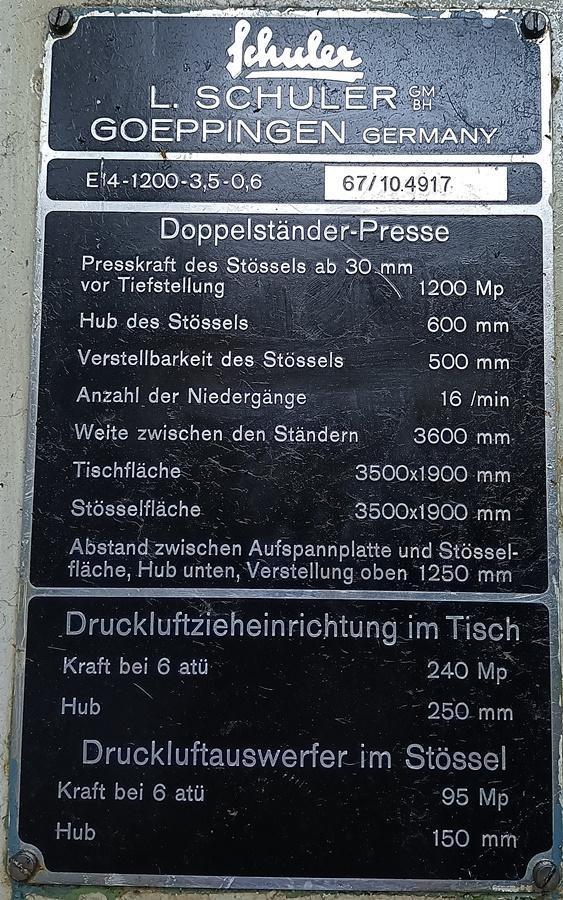 Schuler
L. SCHULER GMBH
GOEPPINGEN GERMANY
E14-1200-3,5-0,6 67/10.4917
Doppelständer-Presse
Presskraft des Stössels ab 30 mm
vor Tiefstellung 1200 Mp
Hub des Stössels 600 mm
Verstellbarkeit des Stössels 500 mm
Anzahl der Niedergänge 16 /min
Weite zwischen den Ständern 3600 mm
Tischfläche 3500x1900 mm
Stösselfläche 3500x1900 mm
Abstand zwischen Aufspannplatte und Stössel-
fläche, Hub unten, Verstellung oben 1250 mm
Druckluftzieheinrichtung im Tisch
Kraft bei 6 atü 240 Mp
Hub 250 mm
Druckluftauswerfer im Stössel
Kraft bei 6 atü 95 Mp
Hub 150 mm